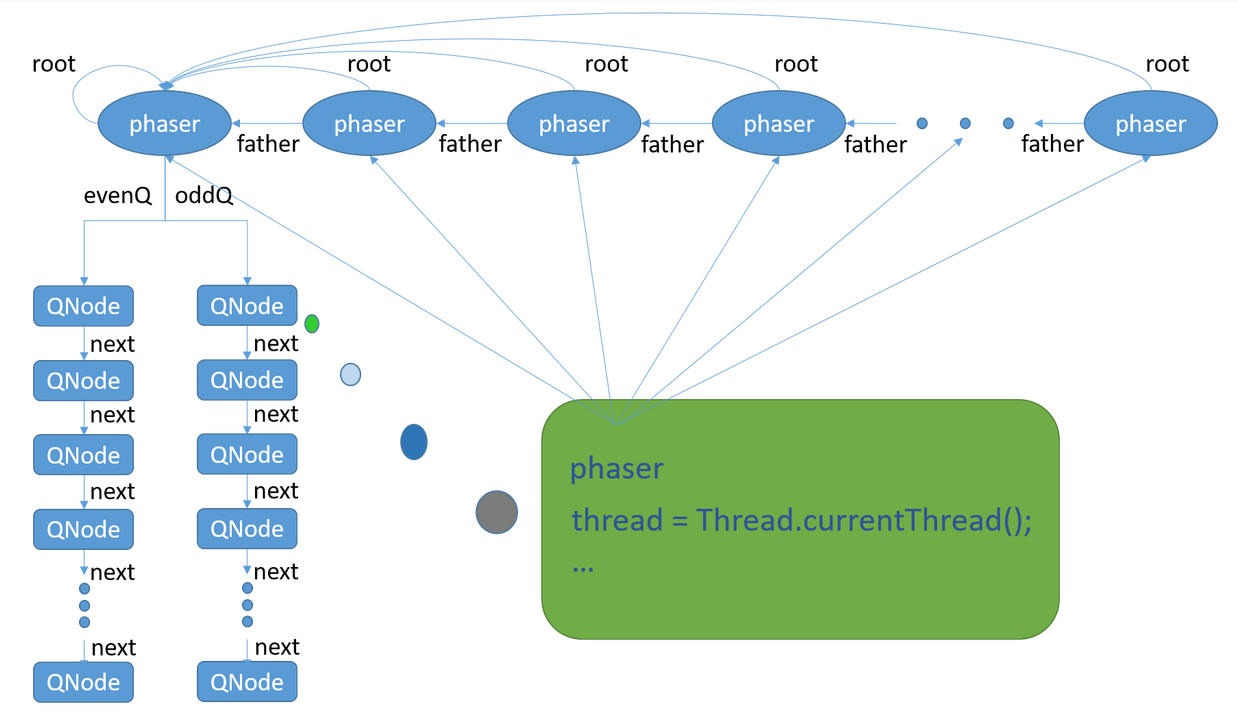 root
root
root
root
root
phaser
phaser
phaser
phaser
phaser
father
father
father
father
father
evenQ
oddQ
QNode
QNode
next
next
QNode
QNode
next
next
QNode
QNode
next
next
QNode
QNode
next
next
next
next
QNode
QNode
phaser
thread = Thread.currentThread();
...